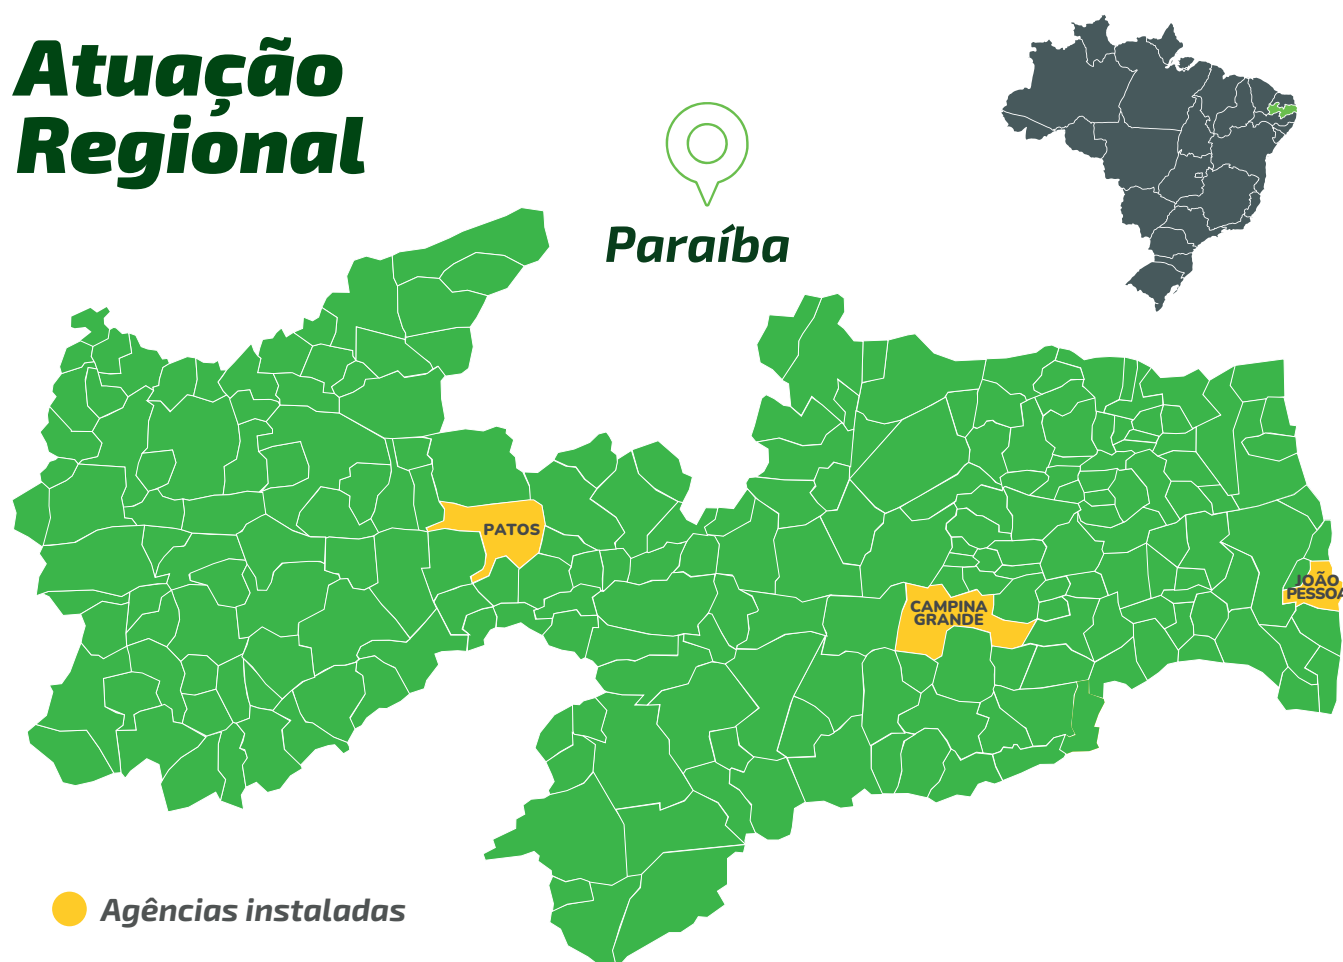 Atuação
Regional
Paraíba
PATOS
JOÃO
PESSOA
CAMPINA
GRANDE
Agências instaladas